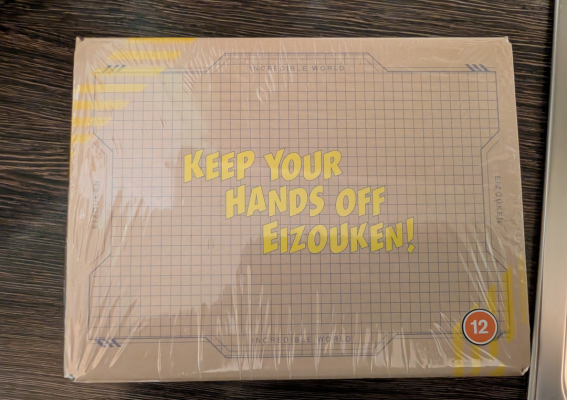 INCREDIBLE WORLD
KEEP YOUR
HANDS OFF
EIZOUKEN!
EIZOUKEN
INCREDIBLE WORLD
12